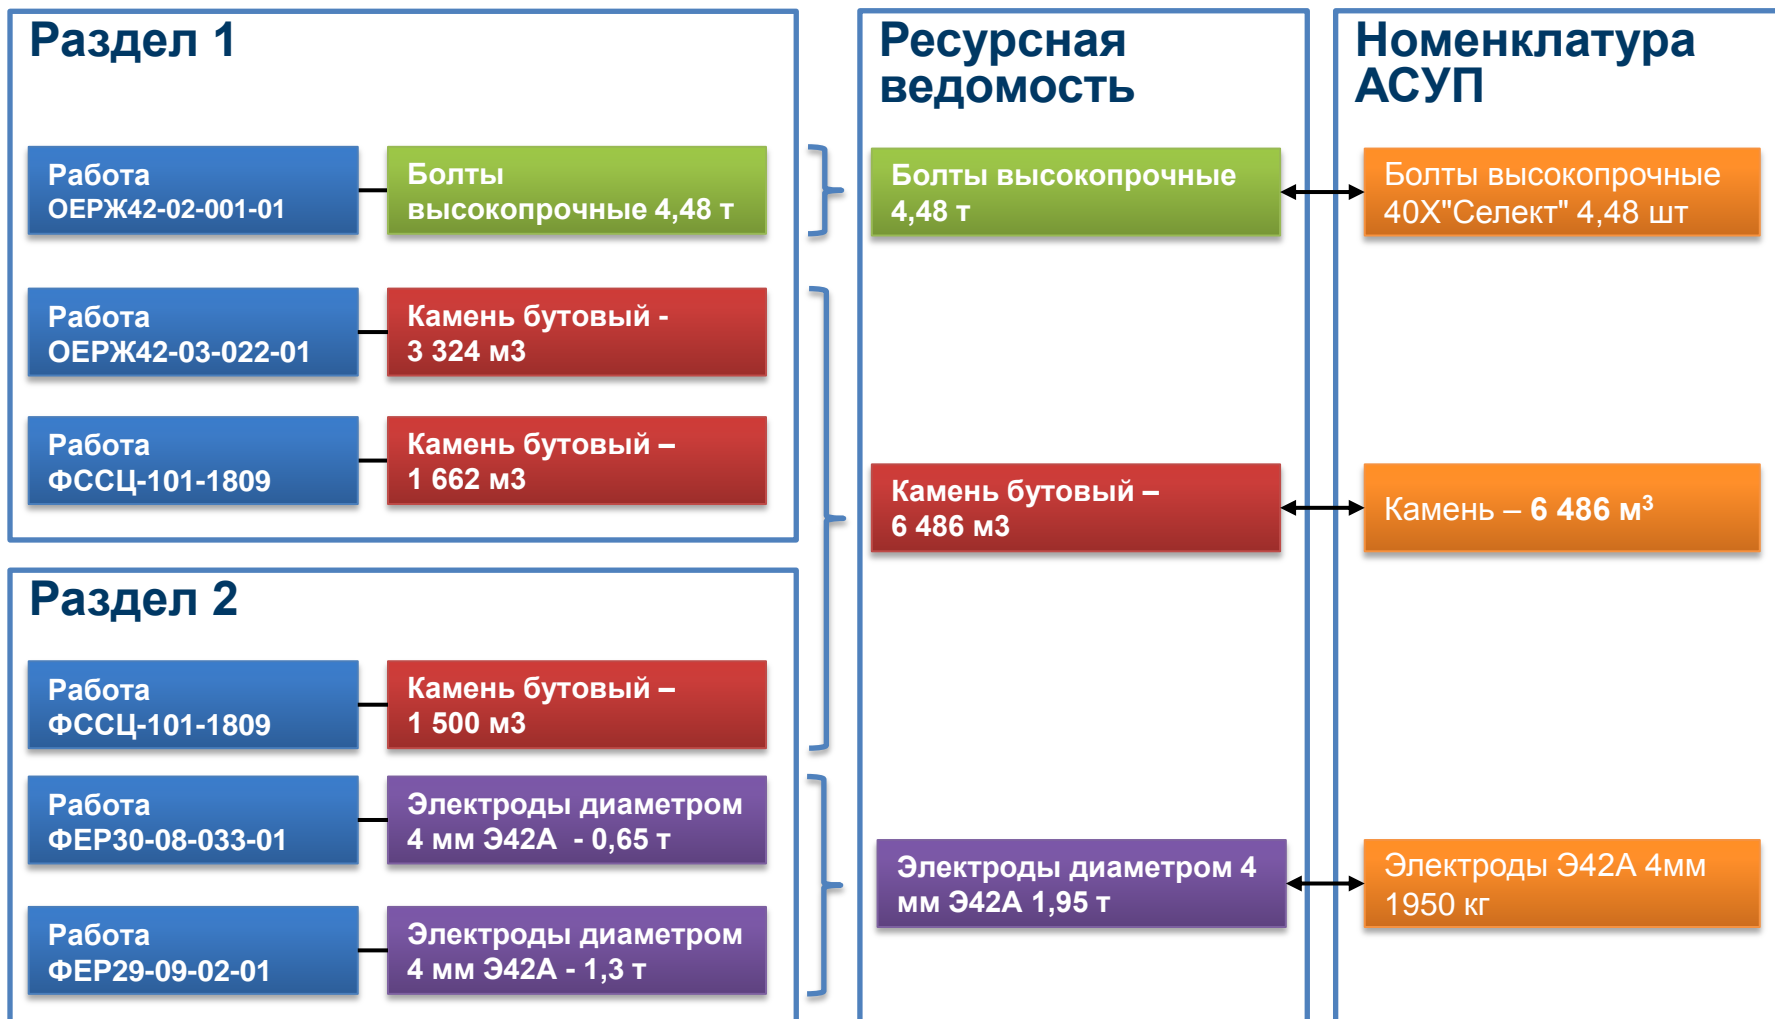 Раздел 1
Работа
ОЕРЖ42-02-001-01
Болты
высокопрочные 4,48 т
Работа
ОЕРЖ42-03-022-01
Камень бутовый -
3 324 м3
Работа
ФССЦ-101-1809
Камень бутовый –
1 662 м3
Раздел 2
Работа
ФССЦ-101-1809
Камень бутовый –
1 500 м3
Работа
ФЕР30-08-033-01
Электроды диаметром
4 мм Э42А - 0,65 т
Работа
ФЕР29-09-02-01
Электроды диаметром
4 мм Э42А - 1,3 т
Ресурсная
ведомость
Болты высокопрочные
4,48 т
Камень бутовый –
6 486 м3
Электроды диаметром 4
мм Э42А 1,95 т
Номенклатура
АСУП
Болты высокопрочные
40Х"Селект" 4,48 шт
Камень – 6 486 м³
Электроды Э42А 4мм
1950 кг